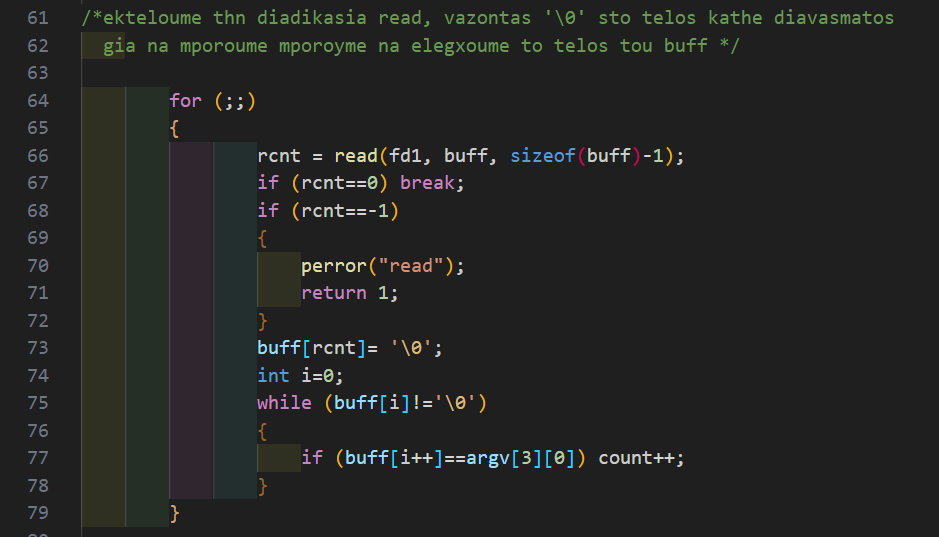 61 /*ekteloume thn diadikasia read, vazontas '\0' sto telos kathe diavasmatos
62 gia na mporoume mporoyme na elegxoume to telos tou buff */
63
64 for (;;)
65 {
66 rcnt = read(fd1, buff, sizeof(buff)-1);
67 if (rcnt==0) break;
68 if (rcnt==-1)
69 {
70 perror("read");
71 return 1;
72 }
73 buff[rcnt]= '\0';
74 int i=0;
75 while (buff[i]!='\0')
76 {
77 if (buff[i++]==argv[3][0]) count++;
78 }
79 }